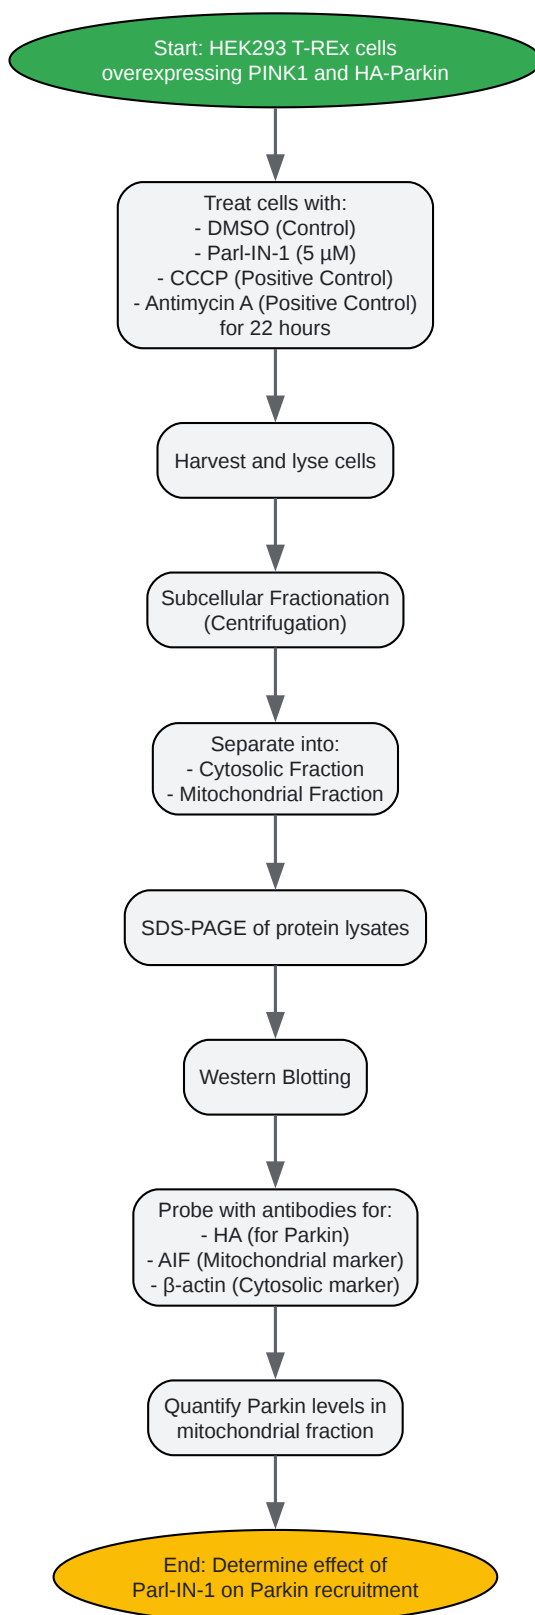 Start: HEK293 T-REx cells
overexpressing PINK1 and HA-Parkin
Treat cells with:
- DMSO (Control)
- Parl-IN-1 (5 µM)
- CCCP (Positive Control)
- Antimycin A (Positive Control)
for 22 hours
Harvest and lyse cells
Subcellular Fractionation
(Centrifugation)
Separate into:
- Cytosolic Fraction
- Mitochondrial Fraction
SDS-PAGE of protein lysates
Western Blotting
Probe with antibodies for:
- HA (for Parkin)
- AIF (Mitochondrial marker)
- β-actin (Cytosolic marker)
Quantify Parkin levels in
mitochondrial fraction
End: Determine effect of
Parl-IN-1 on Parkin recruitment